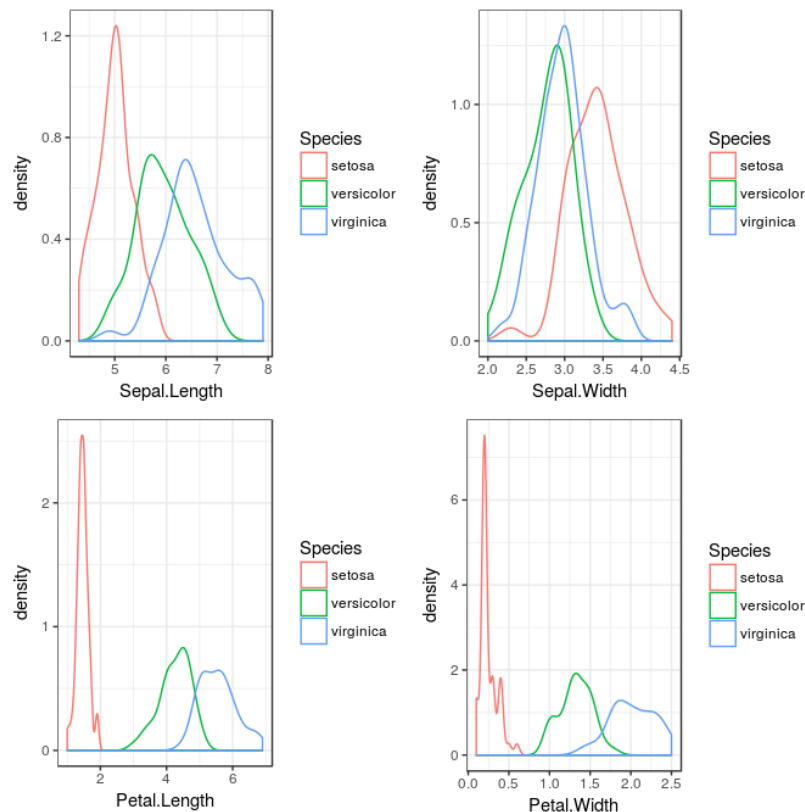 1.2
0.8
0.4
0.0
density
5 6 7 8
Sepal.Length
Species
setosa
versicolor
virginica
1.0
0.5
0.0
density
2.0 2.5 3.0 3.5 4.0 4.5
Sepal.Width
Species
setosa
versicolor
virginica
2
1
0
density
2 4 6
Petal.Length
Species
setosa
versicolor
virginica
6
4
2
0
density
0.0 0.5 1.0 1.5 2.0 2.5
Petal.Width
Species
setosa
versicolor
virginica